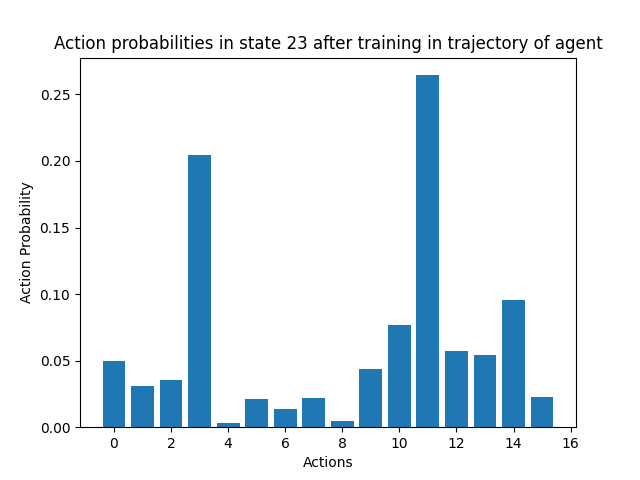 Action probabilities in state 23 after training in trajectory of agent
Action Probability
0.25
0.20
0.15
0.10
0.05
0.00
0 2 4 6 8 10 12 14 16
Actions